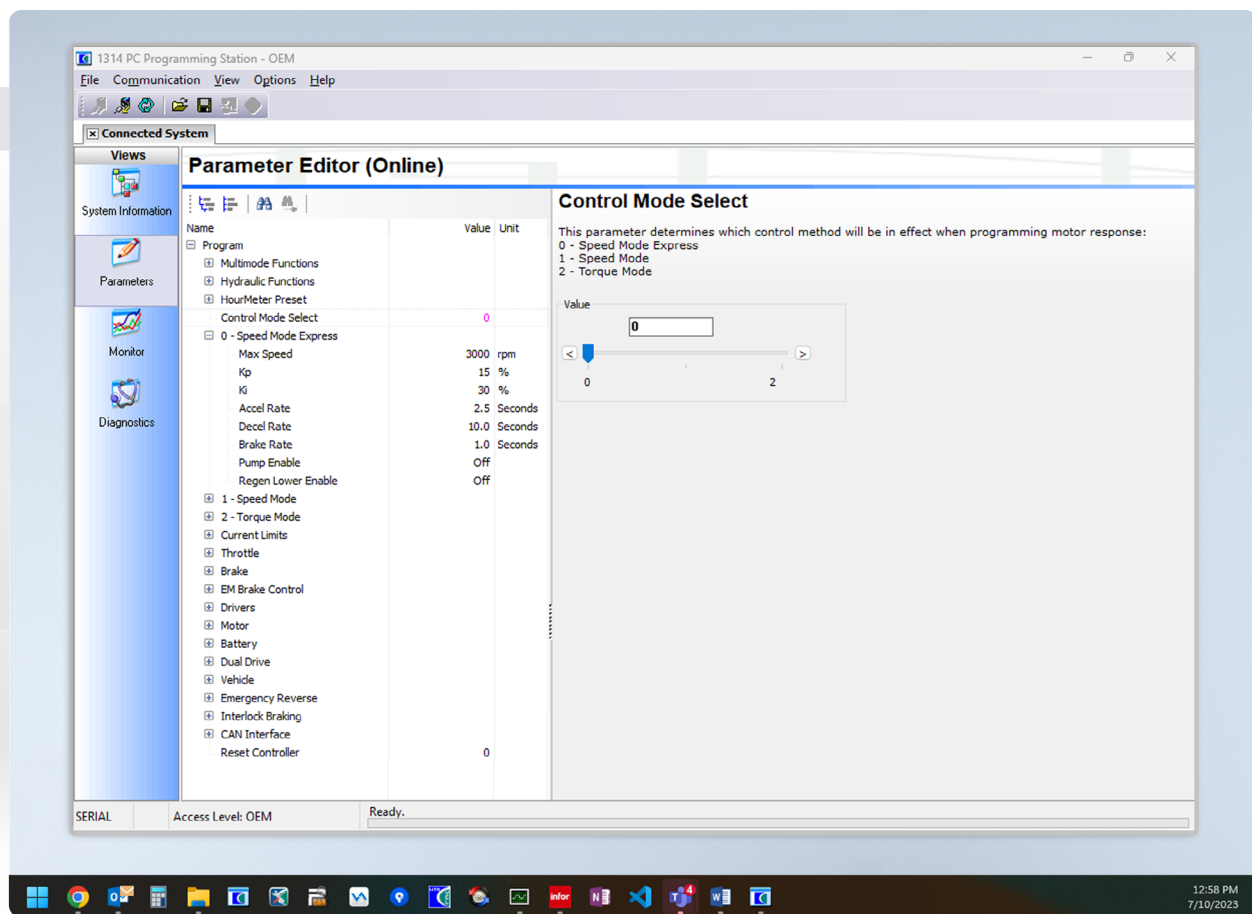 1314 PC Programming Station - OEM
File Communication View Options Help
Connected System
Views
System Information
Parameters
Monitor
Diagnostics
Parameter Editor (Online)
Name Value Unit
Program
Multimode Functions
Hydraulic Functions
HourMeter Preset
Control Mode Select 0
0 - Speed Mode Express
Max Speed 3000 rpm
Kp 15 %
Ki 30 %
Accel Rate 2.5 Seconds
Decel Rate 10.0 Seconds
Brake Rate 1.0 Seconds
Pump Enable Off
Regen Lower Enable Off
1 - Speed Mode
2 - Torque Mode
Current Limits
Throttle
Brake
EM Brake Control
Drivers
Motor
Battery
Dual Drive
Vehicle
Emergency Reverse
Interlock Braking
CAN Interface
Reset Controller 0
Control Mode Select
This parameter determines which control method will be in effect when programming motor response:
0 - Speed Mode Express
1 - Speed Mode
2 - Torque Mode
Value
0
< >
0 2
SERIAL Access Level: OEM Ready.
infor
4
12:58 PM
7/10/2023